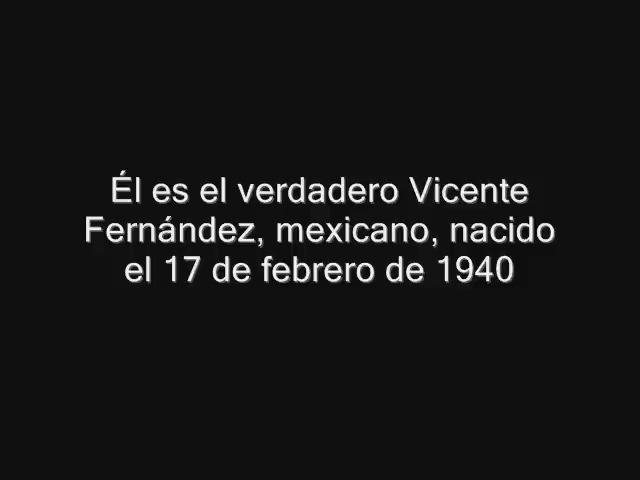 Él es el verdadero Vicente
Fernández, mexicano, nacido
el 17 de febrero de 1940